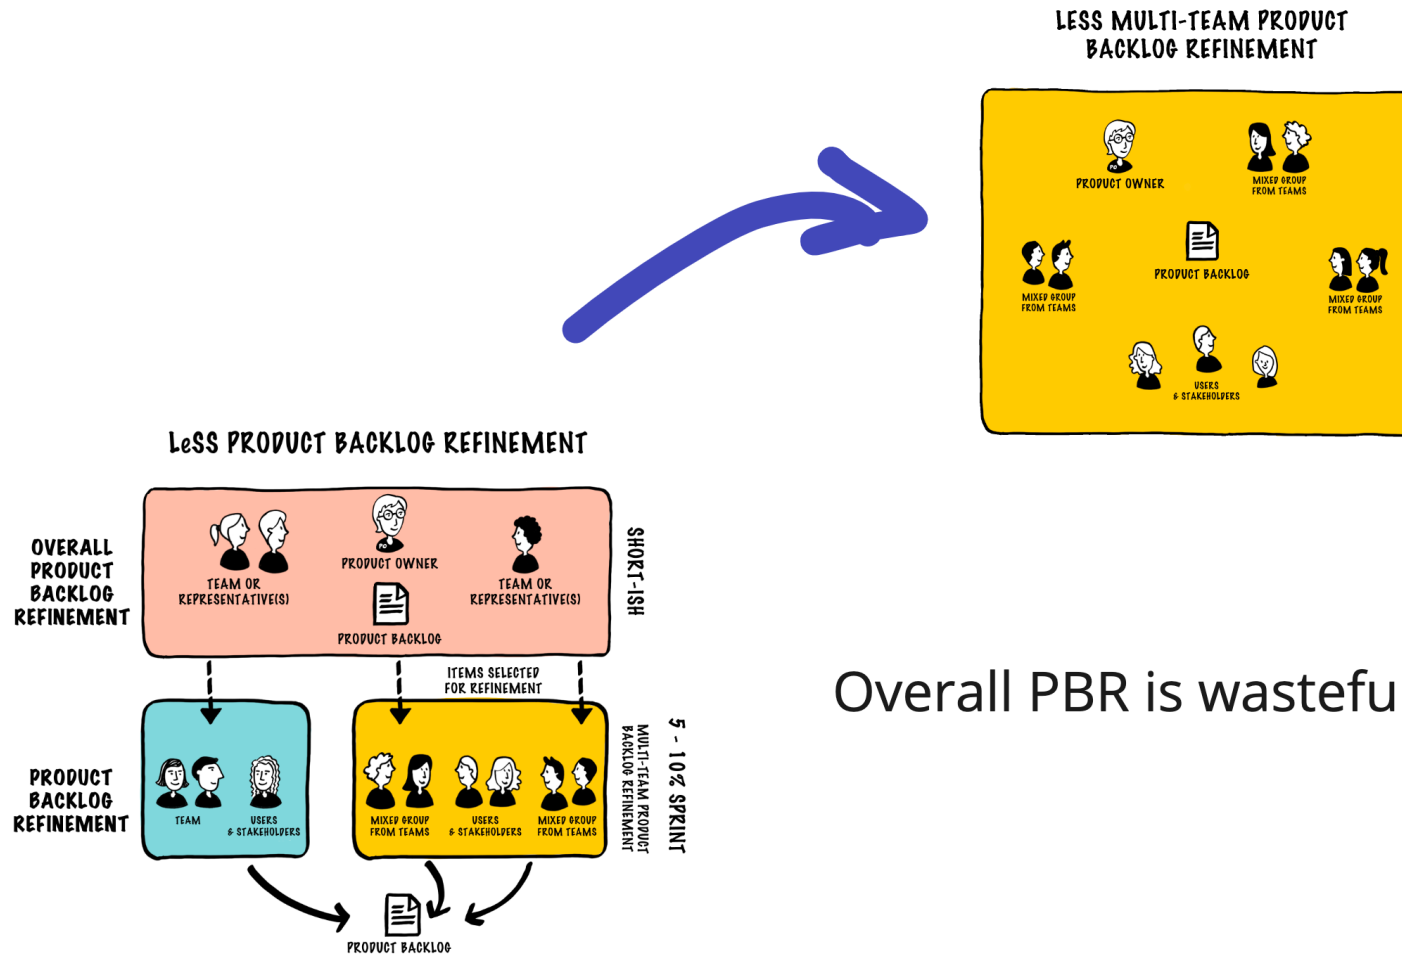 LESS MULTI-TEAM PRODUCT
BACKLOG REFINEMENT
PO
PRODUCT OWNER
MIXED GROUP
FROM TEAMS
MIXED GROUP
FROM TEAMS
PRODUCT BACKLOG
MIXED GROUP
FROM TEAMS
USERS
& STAKEHOLDERS
LeSS PRODUCT BACKLOG REFINEMENT
OVERALL
PRODUCT
BACKLOG
REFINEMENT
TEAM OR
REPRESENTATIVE(S)
PO
PRODUCT OWNER
PRODUCT BACKLOG
TEAM OR
REPRESENTATIVE(S)
SHORT-ISH
ITEMS SELECTED
FOR REFINEMENT
PRODUCT
BACKLOG
REFINEMENT
TEAM
USERS
& STAKEHOLDERS
MIXED GROUP
FROM TEAMS
USERS
& STAKEHOLDERS
MIXED GROUP
FROM TEAMS
MULTI-TEAM PRODUCT
BACKLOG REFINEMENT
5 - 10% SPRINT
PRODUCT BACKLOG
Overall PBR is wastefu